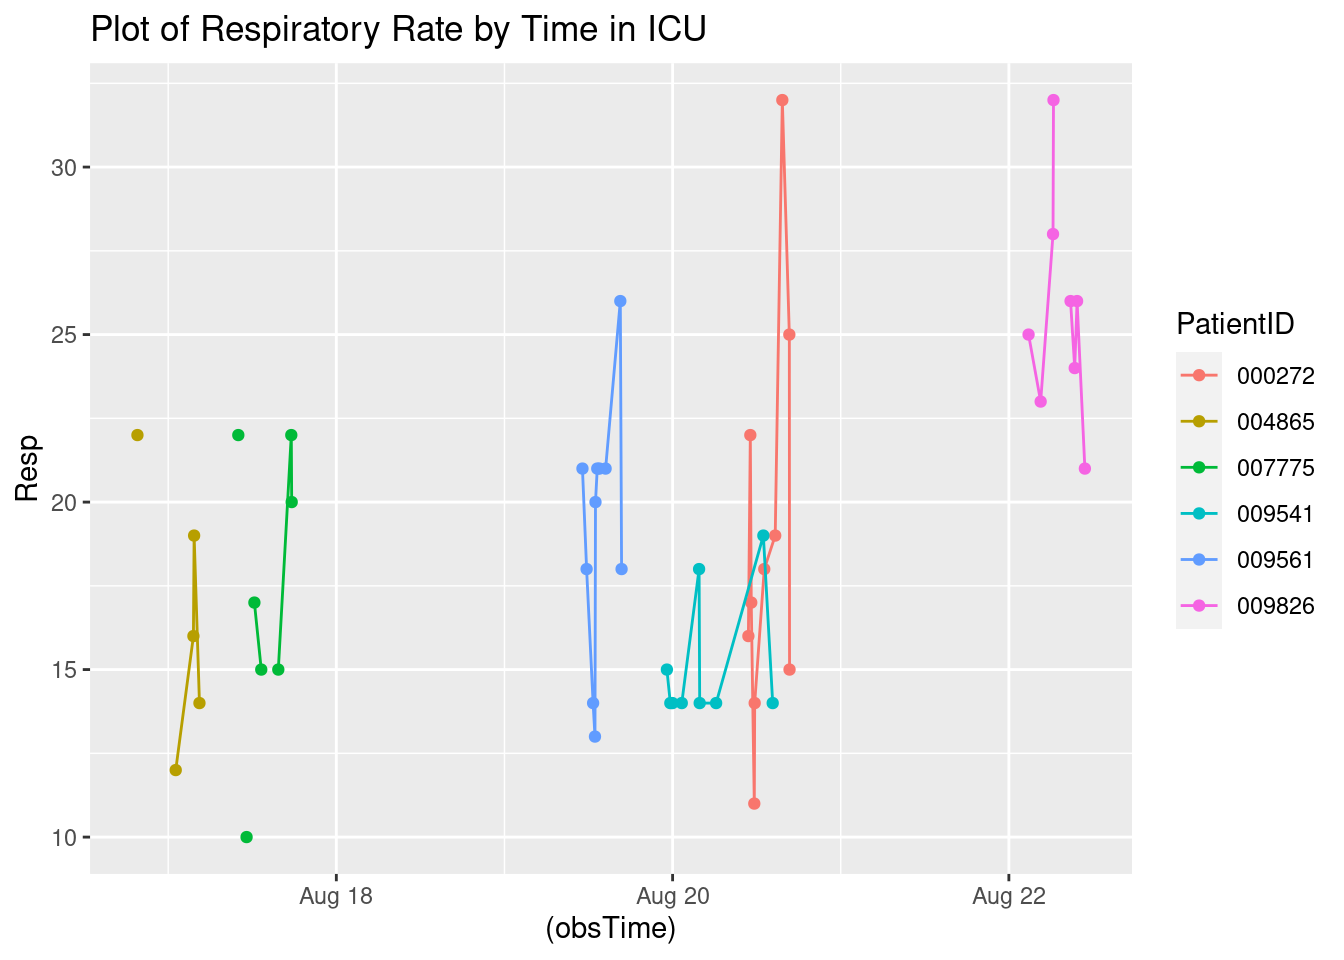 Plot of Respiratory Rate by Time in ICU
Resp
30
25
20
15
10
Aug 18
Aug 20
Aug 22
(obsTime)
PatientID
000272
004865
007775
009541
009561
009826